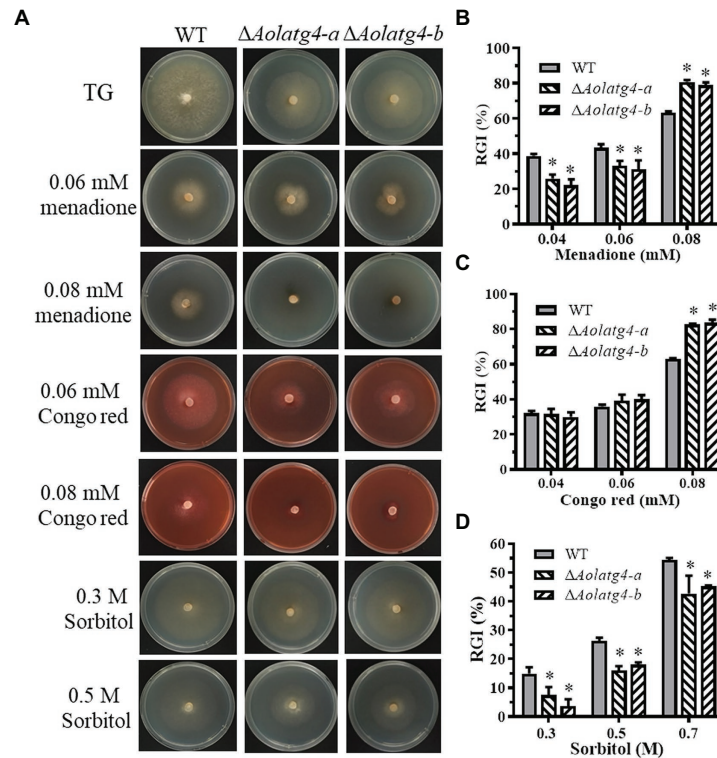 A
WT ΔAolatg4-a ΔAolatg4-b
TG
0.06 mM
menadione
0.08 mM
menadione
0.06 mM
Congo red
0.08 mM
Congo red
0.3 M
Sorbitol
0.5 M
Sorbitol
B
100
80
60
40
20
0
RGI (%)
WT
ΔAolatg4-a
ΔAolatg4-b
* * * * * *
0.04 0.06 0.08
Menadione (mM)
C
100
80
60
40
20
0
RGI (%)
WT
ΔAolatg4-a
ΔAolatg4-b
* *
0.04 0.06 0.08
Congo red (mM)
D
60
50
40
30
20
10
0
RGI (%)
WT
ΔAolatg4-a
ΔAolatg4-b
* * * * * *
0.3 0.5 0.7
Sorbitol (M)